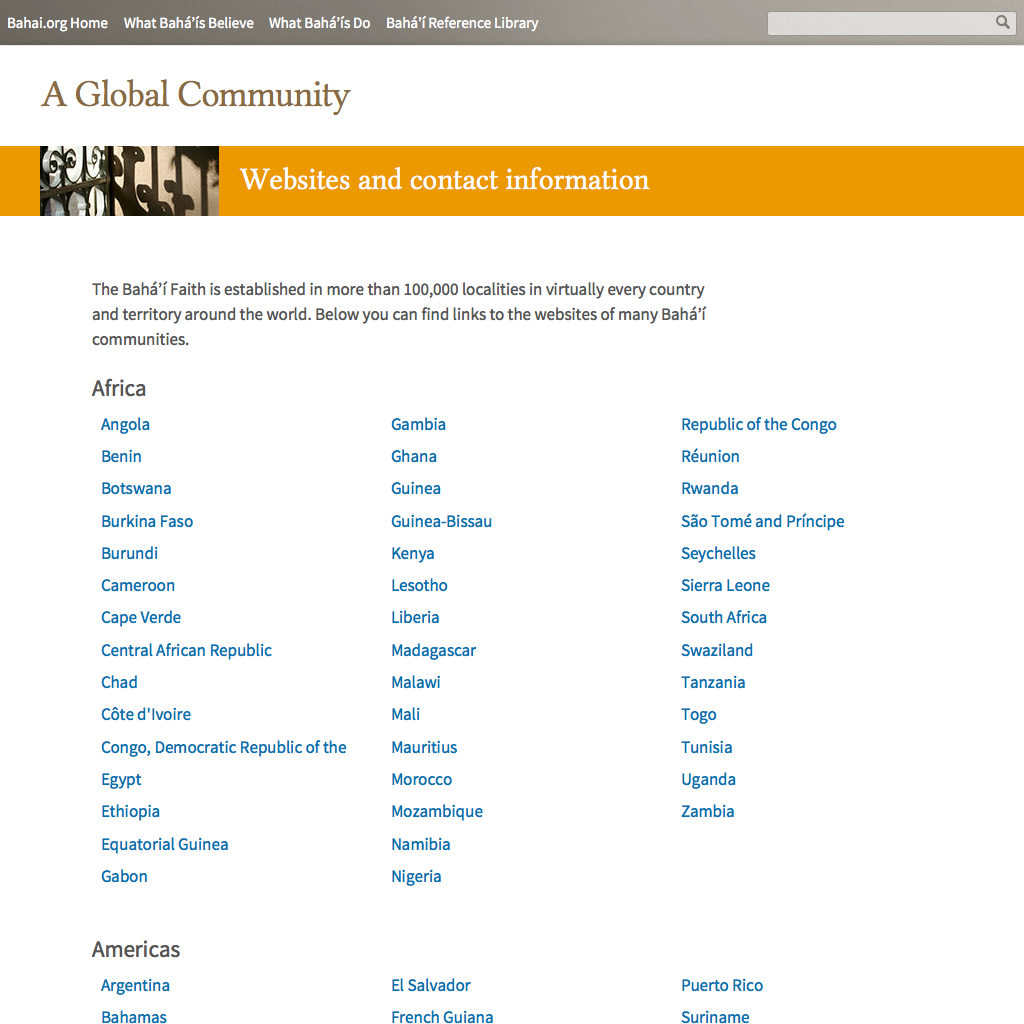 Bahai.org Home What Bahá’ís Believe What Bahá’ís Do Bahá’í Reference Library
A Global Community
Websites and contact information
The Bahá’í Faith is established in more than 100,000 localities in virtually every country
and territory around the world. Below you can find links to the websites of many Bahá’í
communities.
Africa
Angola
Benin
Botswana
Burkina Faso
Burundi
Cameroon
Cape Verde
Central African Republic
Chad
Côte d'Ivoire
Congo, Democratic Republic of the
Egypt
Ethiopia
Equatorial Guinea
Gabon
Gambia
Ghana
Guinea
Guinea-Bissau
Kenya
Lesotho
Liberia
Madagascar
Malawi
Mali
Mauritius
Morocco
Mozambique
Namibia
Nigeria
Republic of the Congo
Réunion
Rwanda
São Tomé and Príncipe
Seychelles
Sierra Leone
South Africa
Swaziland
Tanzania
Togo
Tunisia
Uganda
Zambia
Americas
Argentina
Bahamas
El Salvador
French Guiana
Puerto Rico
Suriname